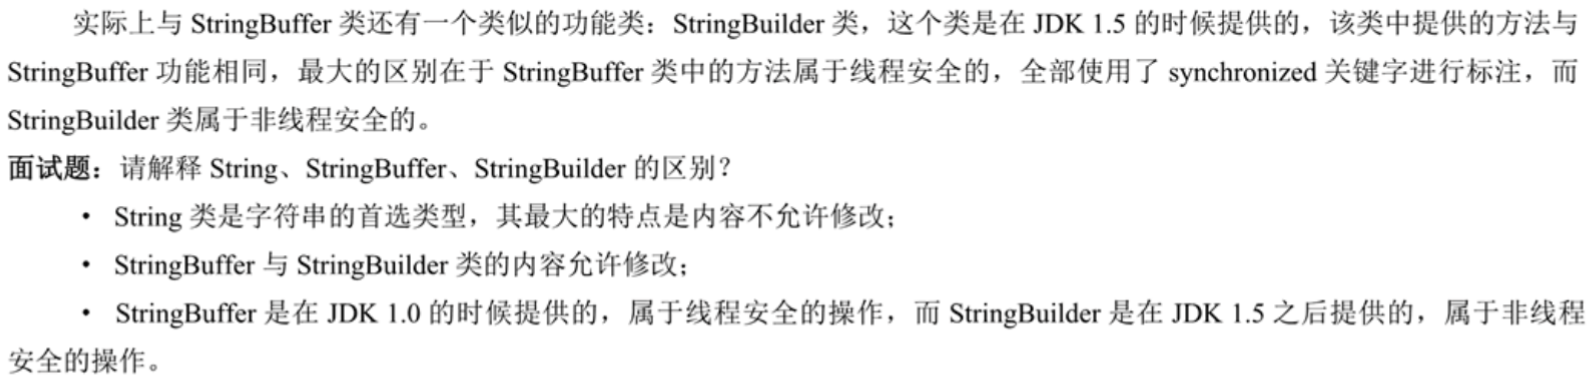 实际上与 StringBuffer 类还有一个类似的功能类：StringBuilder 类，这个类是在 JDK 1.5 的时候提供的，该类中提供的方法与
StringBuffer 功能相同，最大的区别在于 StringBuffer 类中的方法属于线程安全的，全部使用了 synchronized 关键字进行标注，而
StringBuilder 类属于非线程安全的。
面试题：请解释 String、StringBuffer、StringBuilder 的区别？
• String 类是字符串的首选类型，其最大的特点是内容不允许修改；
• StringBuffer 与 StringBuilder 类的内容允许修改；
• StringBuffer 是在 JDK 1.0 的时候提供的，属于线程安全的操作，而 StringBuilder 是在 JDK 1.5 之后提供的，属于非线程
安全的操作。